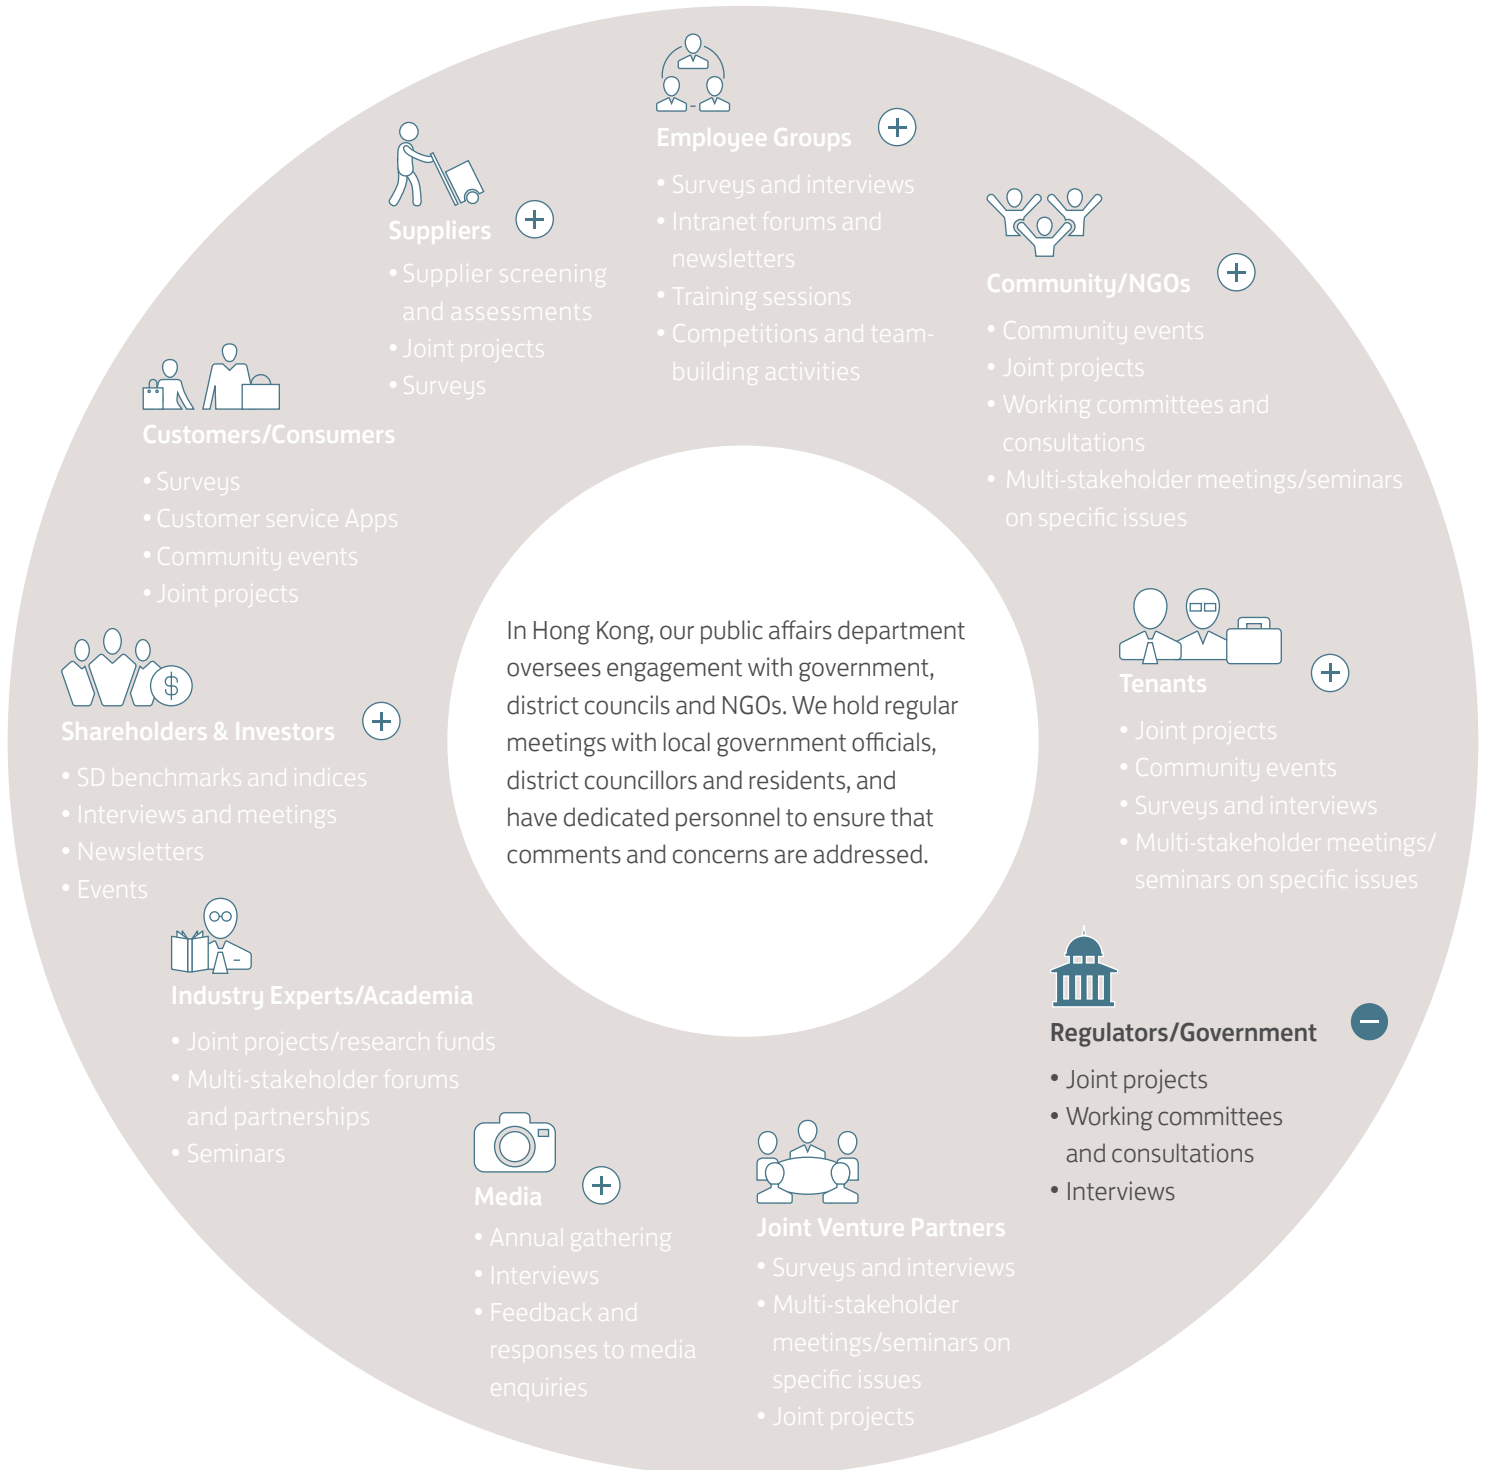 Employee Groups
• Surveys and interviews
• Intranet forums and
newsletters
• Training sessions
• Competitions and team-
building activities
Community/NGOs
• Community events
• Joint projects
• Working committees and
consultations
• Multi-stakeholder meetings/seminars
on specific issues
Tenants
• Joint projects
• Community events
• Surveys and interviews
• Multi-stakeholder meetings/
seminars on specific issues
Regulators/Government
• Joint projects
• Working committees
and consultations
• Interviews
Joint Venture Partners
• Surveys and interviews
• Multi-stakeholder
meetings/seminars on
specific issues
• Joint projects
Media
• Annual gathering
• Interviews
• Feedback and
responses to media
enquiries
Industry Experts/Academia
• Joint projects/research funds
• Multi-stakeholder forums
and partnerships
• Seminars
$
Shareholders & Investors
• SD benchmarks and indices
• Interviews and meetings
• Newsletters
• Events
Customers/Consumers
• Surveys
• Customer service Apps
• Community events
• Joint projects
Suppliers
• Supplier screening
and assessments
• Joint projects
• Surveys
In Hong Kong, our public affairs department
oversees engagement with government,
district councils and NGOs. We hold regular
meetings with local government officials,
district councillors and residents, and
have dedicated personnel to ensure that
comments and concerns are addressed.